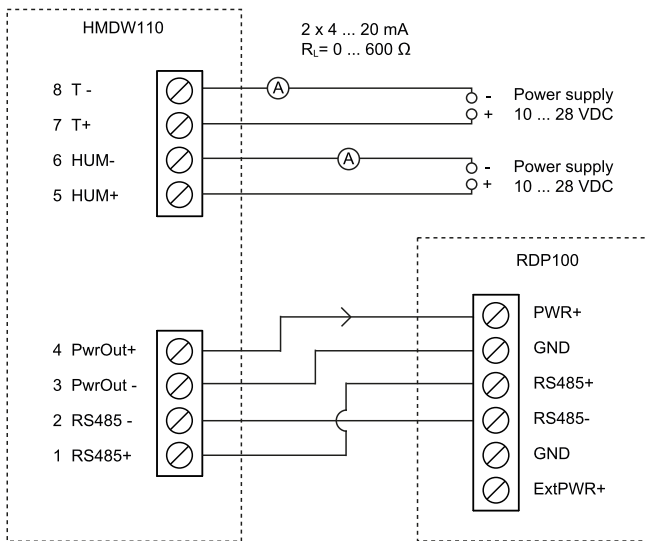 HMDW110
2 x 4 ... 20 mA
RL= 0 ... 600 Ω
8 T -
A
- Power supply
7 T+
+ 10 ... 28 VDC
6 HUM-
A
- Power supply
5 HUM+
+ 10 ... 28 VDC
RDP100
PWR+
4 PwrOut+
GND
3 PwrOut -
RS485+
2 RS485 -
RS485-
1 RS485+
GND
ExtPWR+